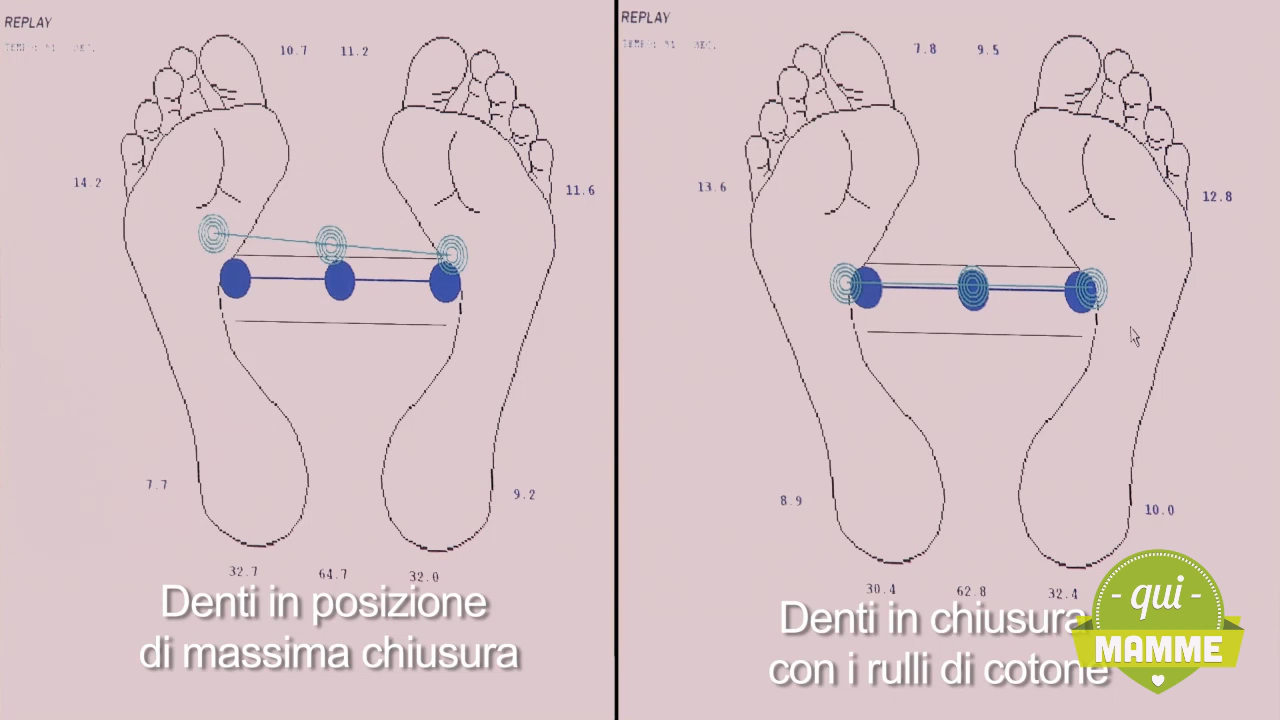 REPLAY
10.7 11.2
14.2
11.6
7.7
9.2
32.7 64.7 32.0
Denti in posizione
di massima chiusura
REPLAY
7.8 9.5
13.6
12.8
8.9
10.0
30.4 62.8 32.4
Denti in chiusura
con i rulli di cotone
- qui -
MAMME